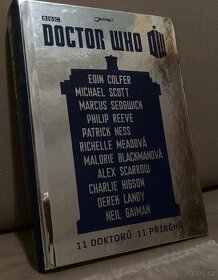 BBC
Jota
DOCTOR WHO
EOIN COLFER
MICHAEL SCOTT
MARCUS SEDGWICK
PHILIP REEVE
PATRICK NESS
RICHELLE MEADOVÁ
MALORIE BLACKMANOVÁ
ALEX SCARROW
CHARLIE HIGSON
DEREK LANDY
NEIL GAIMAN
11 DOKTORŮ 11 PŘÍBĚHŮ